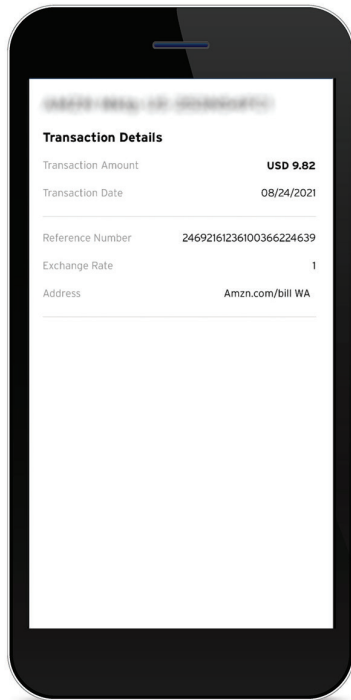 Transaction Details
Transaction Amount USD 9.82
Transaction Date 08/24/2021
Reference Number 24692161236100366224639
Exchange Rate 1
Address Amzn.com/bill WA